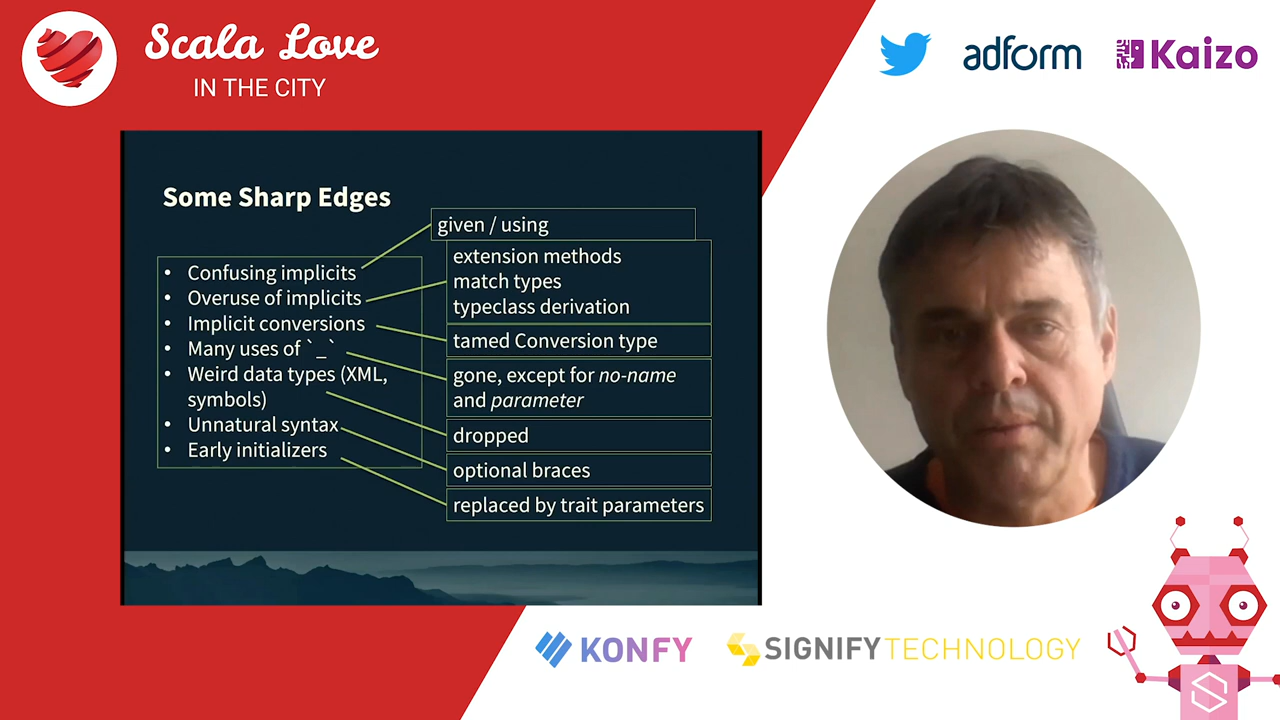 Scala Love
IN THE CITY
adform
Kaizo
Some Sharp Edges
• Confusing implicits
• Overuse of implicits
• Implicit conversions
• Many uses of `_`
• Weird data types (XML,
symbols)
• Unnatural syntax
• Early initializers
given / using
extension methods
match types
typeclass derivation
tamed Conversion type
gone, except for no-name
and parameter
dropped
optional braces
replaced by trait parameters
KONFY
SIGNIFYTECHNOLOGY